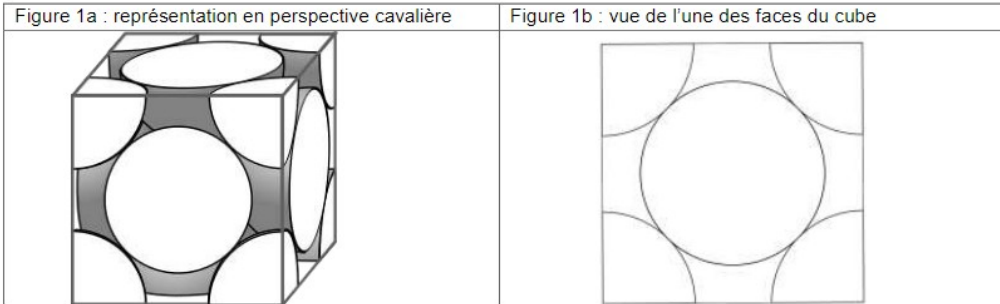 Figure 1a : représentation en perspective cavalière
Figure 1b : vue de l'une des faces du cube